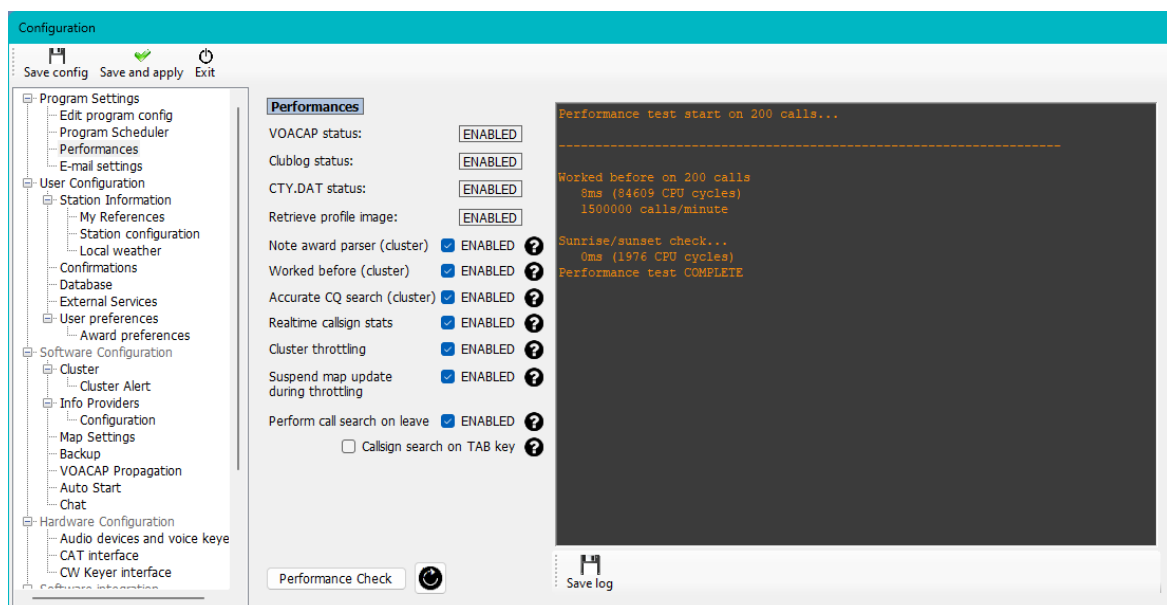 Configuration
Save config Save and apply Exit
Program Settings
Edit program config
Program Scheduler
Performances
E-mail settings
User Configuration
Station Information
My References
Station configuration
Local weather
Confirmations
Database
External Services
User preferences
Award preferences
Software Configuration
Cluster
Cluster Alert
Info Providers
Configuration
Map Settings
Backup
VOACAP Propagation
Auto Start
Chat
Hardware Configuration
Audio devices and voice keye
CAT interface
CW Keyer interface
Software integration
Performances
VOACAP status: ENABLED
Clublog status: ENABLED
CTY.DAT status: ENABLED
Retrieve profile image: ENABLED
Note award parser (cluster) ENABLED ?
Worked before (cluster) ENABLED ?
Accurate CQ search (cluster) ENABLED ?
Realtime callsign stats ENABLED ?
Cluster throttling ENABLED ?
Suspend map update ENABLED ?
during throttling
Perform call search on leave ENABLED ?
Callsign search on TAB key ?
Performance Check
Performance test start on 200 calls...
--------------------------------------------------------------------
Worked before on 200 calls
8ms (84609 CPU cycles)
1500000 calls/minute
Sunrise/sunset check...
0ms (1976 CPU cycles)
Performance test COMPLETE
Save log